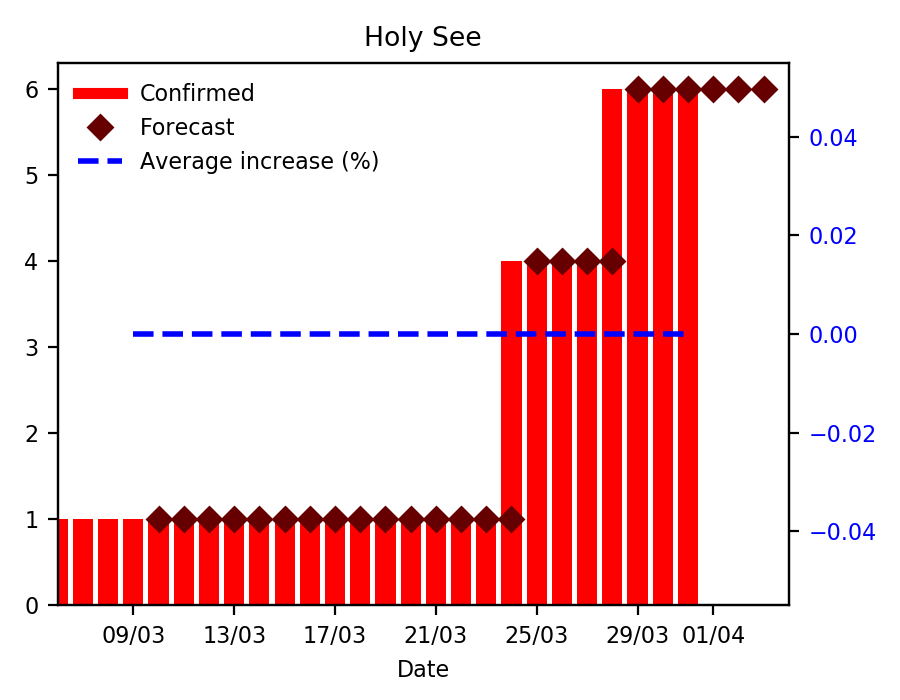 Holy See
Confirmed
Forecast
Average increase (%)
6
5
4
3
2
1
0
0.04
0.02
0.00
−0.02
−0.04
09/03 13/03 17/03 21/03 25/03 29/03 01/04
Date